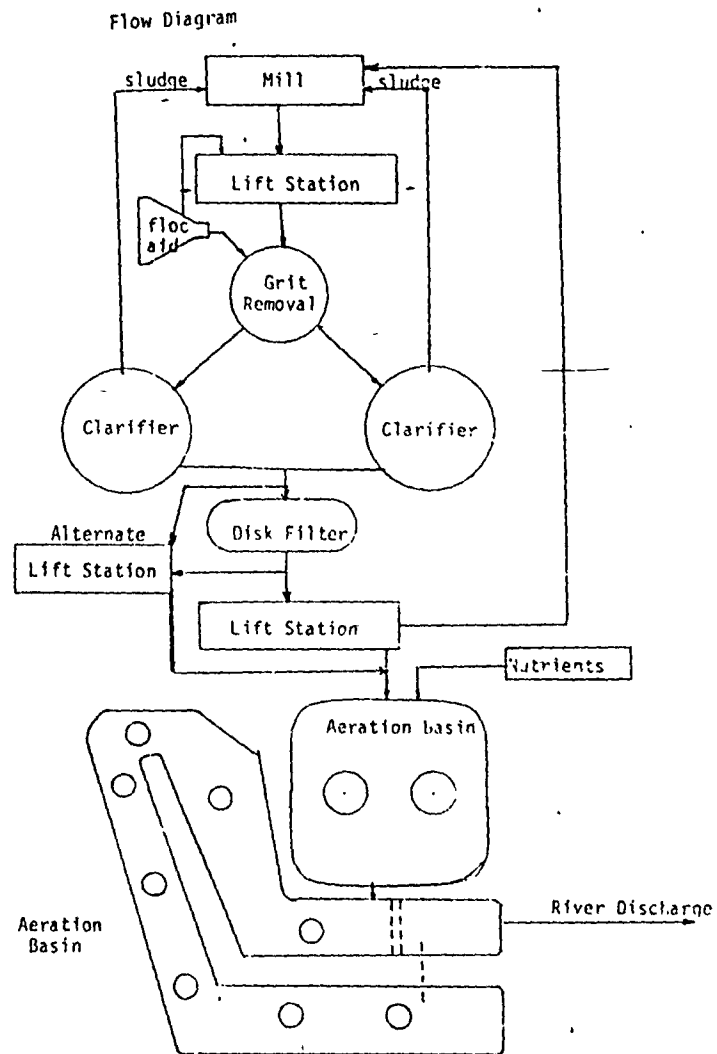 Flow Diagram
sludge
Mill
sludge
Lift Station
floc
aid
Grit
Removal
Clarifier
Clarifier
Alternate
Disk Filter
Lift Station
Lift Station
Nutrients
Aeration basin
River Discharge
Aeration
Basin